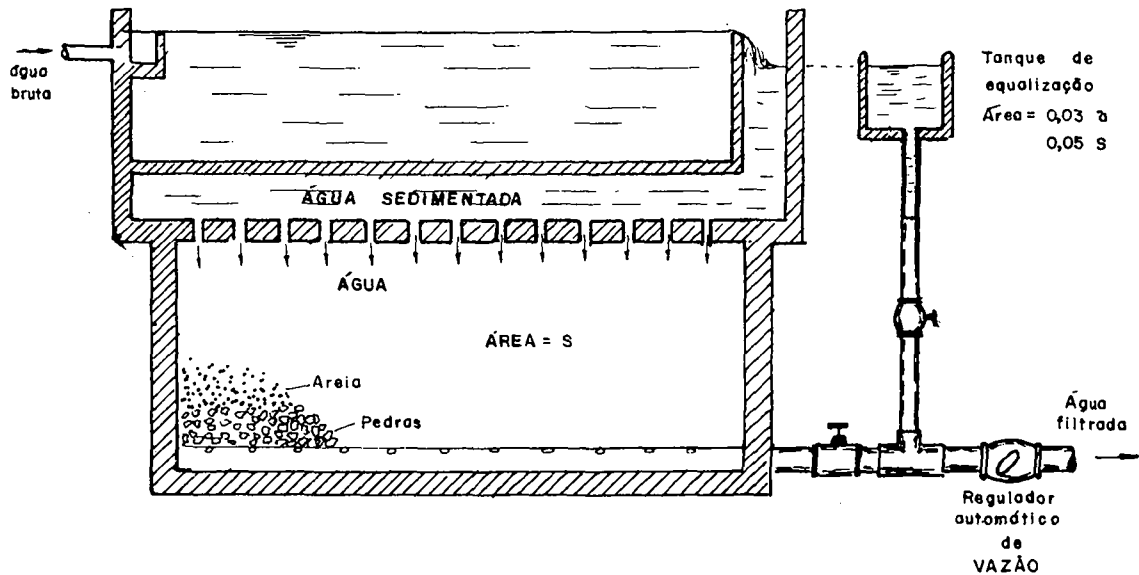 água
bruta
Tanque de
equalização
Área = 0,03 a
0,05 S
ÁGUA SEDIMENTADA
ÁGUA
ÁREA = S
Areia
Pedras
Água
filtrada
Regulador
automático
de
VAZÃO